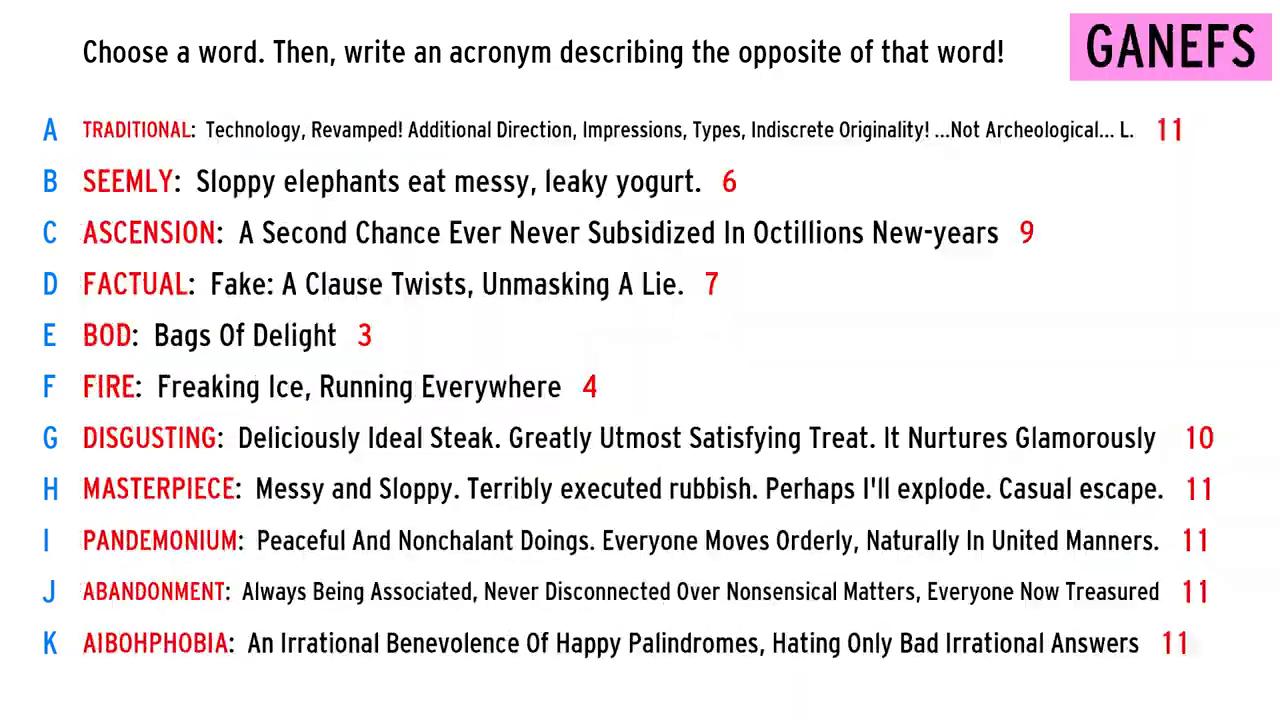 Choose a word. Then, write an acronym describing the opposite of that word!
GANEFS
A TRADITIONAL: Technology, Revamped! Additional Direction, Impressions, Types, Indiscrete Originality! ...Not Archeological... L. 11
B SEEMLY: Sloppy elephants eat messy, leaky yogurt. 6
C ASCENSION: A Second Chance Ever Never Subsidized In Octillions New-years 9
D FACTUAL: Fake: A Clause Twists, Unmasking A Lie. 7
E BOD: Bags Of Delight 3
F FIRE: Freaking Ice, Running Everywhere 4
G DISGUSTING: Deliciously Ideal Steak. Greatly Utmost Satisfying Treat. It Nurtures Glamorously 10
H MASTERPIECE: Messy and Sloppy. Terribly executed rubbish. Perhaps I'll explode. Casual escape. 11
I PANDEMONIUM: Peaceful And Nonchalant Doings. Everyone Moves Orderly, Naturally In United Manners. 11
J ABANDONMENT: Always Being Associated, Never Disconnected Over Nonsensical Matters, Everyone Now Treasured 11
K AIBOHPHOBIA: An Irrational Benevolence Of Happy Palindromes, Hating Only Bad Irrational Answers 11